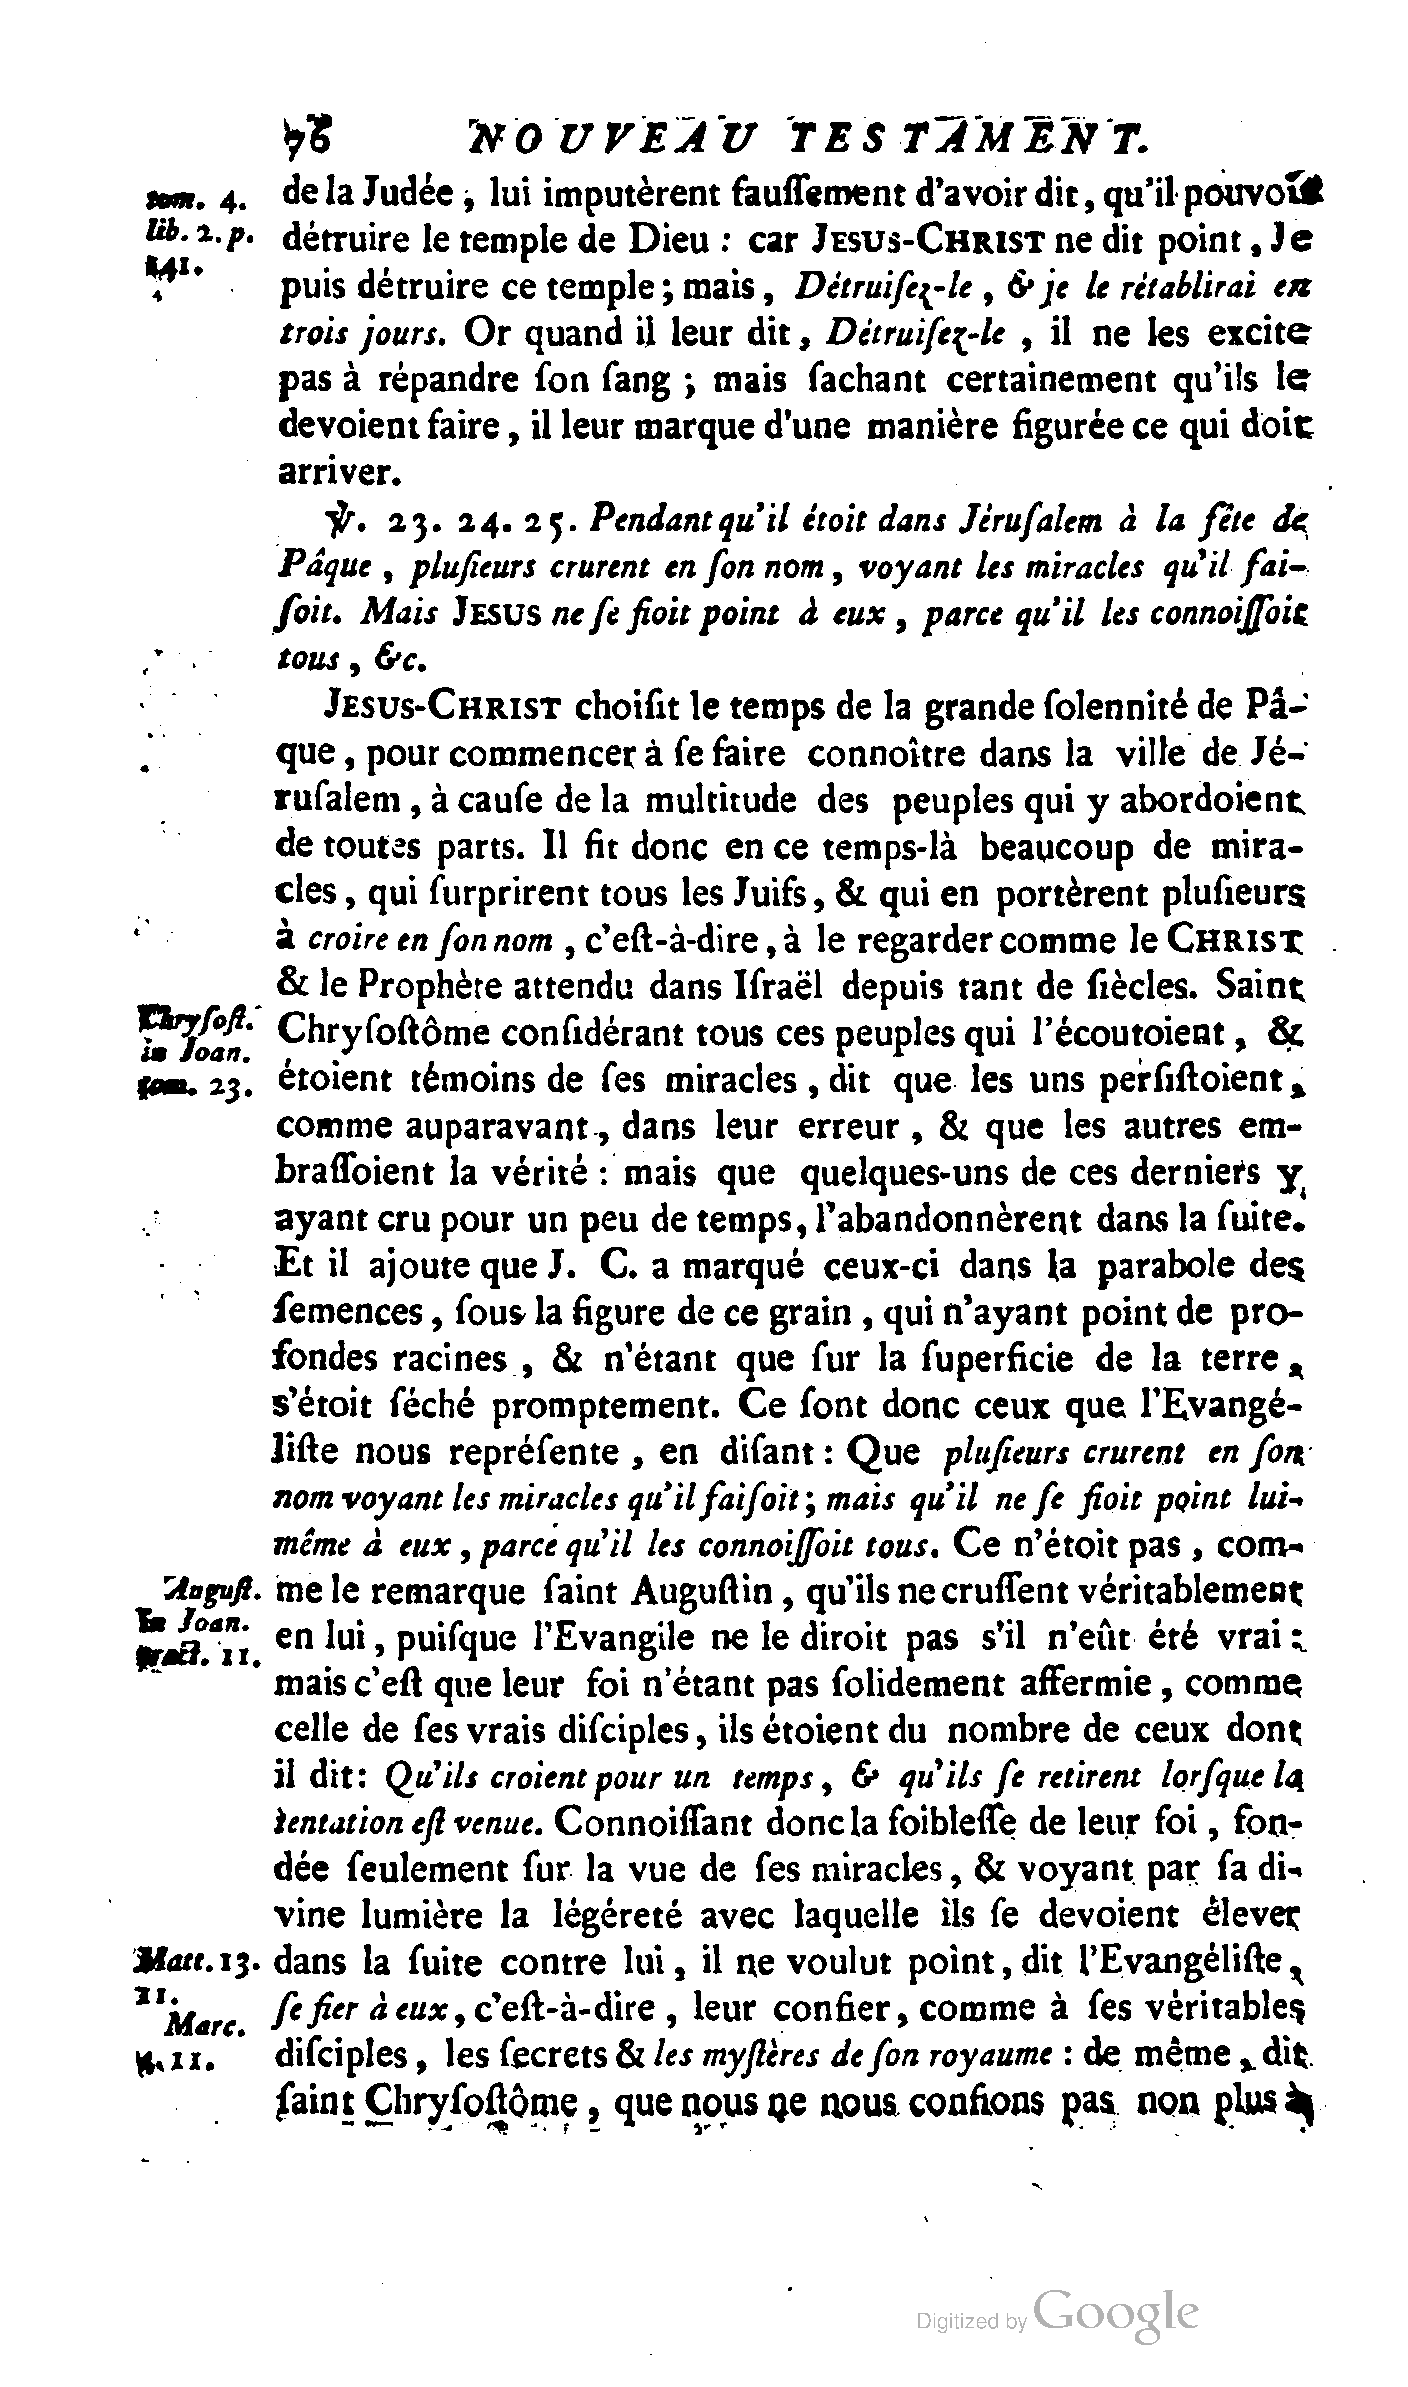 76 NOUVEAU TESTAMENT.
tom. 4.
lib. 2. p.
141.
de la Judée, lui imputèrent fauſſement d'avoir dit, qu'il pouvoit
détruire le temple de Dieu : car JESUS-CHRIST ne dit point, Je
puis détruire ce temple ; mais, Détruiſez-le, & je le rétablirai en
trois jours. Or quand il leur dit, Détruiſez-le, il ne les excite
pas à répandre ſon ſang ; mais ſachant certainement qu'ils le
devoient faire, il leur marque d'une manière figurée ce qui doit
arriver.
℣. 23. 24. 25. Pendant qu'il étoit dans Jéruſalem à la fête de
Pâque, pluſieurs crurent en ſon nom, voyant les miracles qu'il fai-
ſoit. Mais JESUS ne ſe fioit point à eux, parce qu'il les connoiſſoit
tous, &c.
JESUS-CHRIST choiſit le temps de la grande ſolennité de Pâ-
que, pour commencer à ſe faire connoître dans la ville de Jé-
ruſalem, à cauſe de la multitude des peuples qui y abordoient
de toutes parts. Il fit donc en ce temps-là beaucoup de mira-
cles, qui ſurprirent tous les Juifs, & qui en portèrent pluſieurs
à croire en ſon nom, c'eſt-à-dire, à le regarder comme le CHRIST
& le Prophète attendu dans Iſraël depuis tant de ſiècles. Saint
Chryſoſt.
in Joan.
tom. 23.
Chryſoſtôme conſidérant tous ces peuples qui l'écoutoient, &
étoient témoins de ſes miracles, dit que les uns perſiſtoient,
comme auparavant, dans leur erreur, & que les autres em-
braſſoient la vérité : mais que quelques-uns de ces derniers y
ayant cru pour un peu de temps, l'abandonnèrent dans la ſuite.
Et il ajoute que J. C. a marqué ceux-ci dans la parabole des
ſemences, ſous la figure de ce grain, qui n'ayant point de pro-
fondes racines, & n'étant que ſur la ſuperficie de la terre,
s'étoit ſéché promptement. Ce ſont donc ceux que l'Evangé-
liſte nous repréſente, en diſant : Que pluſieurs crurent en ſon
nom voyant les miracles qu'il faiſoit ; mais qu'il ne ſe fioit point lui-
même à eux, parce qu'il les connoiſſoit tous. Ce n'étoit pas, com-
Auguſt.
in Joan.
tract. 11.
me le remarque ſaint Auguſtin, qu'ils ne cruſſent véritablement
en lui, puiſque l'Evangile ne le diroit pas s'il n'eût été vrai :
mais c'eſt que leur foi n'étant pas ſolidement affermie, comme
celle de ſes vrais diſciples, ils étoient du nombre de ceux dont
il dit : Qu'ils croient pour un temps, & qu'ils ſe retirent lorſque la
tentation eſt venue. Connoiſſant donc la foibleſſe de leur foi, fon-
dée ſeulement ſur la vue de ſes miracles, & voyant par ſa di-
vine lumière la légéreté avec laquelle ils ſe devoient élever
Matt. 13.
11.
Marc.
4. 11.
dans la ſuite contre lui, il ne voulut point, dit l'Evangéliſte,
ſe fier à eux, c'eſt-à-dire, leur confier, comme à ſes véritables
diſciples, les ſecrets & les myſtères de ſon royaume : de même, dit
ſaint Chryſoſtôme, que nous ne nous confions pas non plus à
Digitized by Google